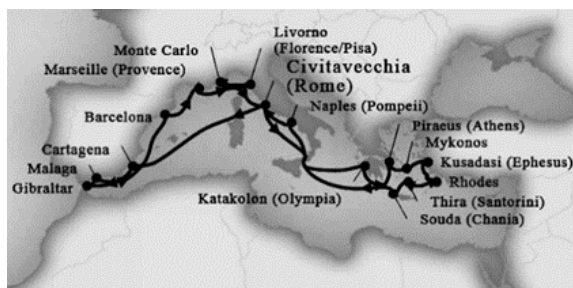 Livorno
(Florence/Pisa)
Monte Carlo
Marseille (Provence)
Civitavecchia
(Rome)
Naples (Pompeii)
Barcelona
Piraeus (Athens)
Mykonos
Cartagena
Kusadasi (Ephesus)
Malaga
Rhodes
Gibraltar
Katakolon (Olympia)
Thira (Santorini)
Souda (Chania)